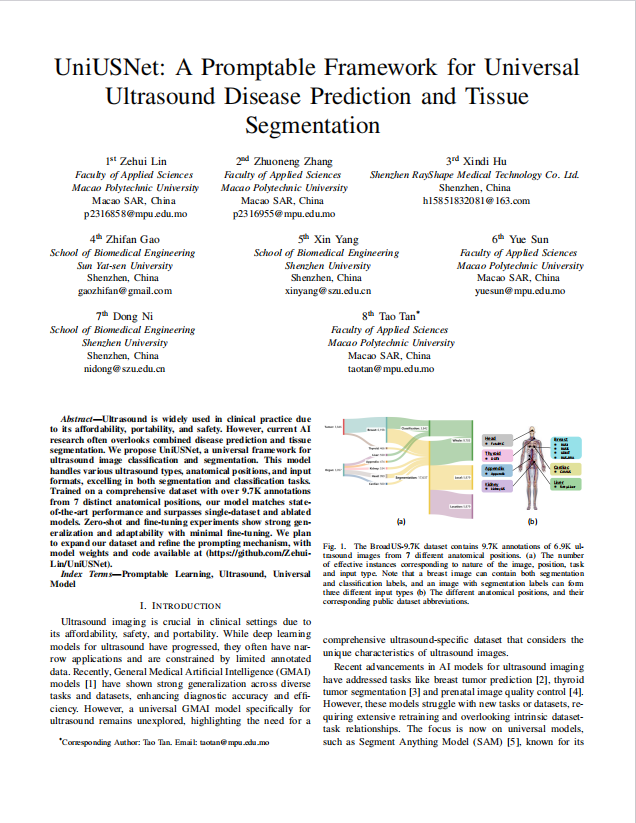 UniUSNet: A Promptable Framework for Universal
Ultrasound Disease Prediction and Tissue
Segmentation
1st Zehui Lin
Faculty of Applied Sciences
Macao Polytechnic University
Macao SAR, China
p2316858@mpu.edu.mo
2nd Zhuoneng Zhang
Faculty of Applied Sciences
Macao Polytechnic University
Macao SAR, China
p2316955@mpu.edu.mo
3rd Xindi Hu
Shenzhen RayShape Medical Technology Co. Ltd.
Shenzhen, China
h15851832081@163.com
4th Zhifan Gao
School of Biomedical Engineering
Sun Yat-sen University
Shenzhen, China
gaozhifan@gmail.com
5th Xin Yang
School of Biomedical Engineering
Shenzhen University
Shenzhen, China
xinyang@szu.edu.cn
6th Yue Sun
Faculty of Applied Sciences
Macao Polytechnic University
Macao SAR, China
yuesun@mpu.edu.mo
7th Dong Ni
School of Biomedical Engineering
Shenzhen University
Shenzhen, China
nidong@szu.edu.cn
8th Tao Tan*
Faculty of Applied Sciences
Macao Polytechnic University
Macao SAR, China
taotan@mpu.edu.mo
Abstract—Ultrasound is widely used in clinical practice due
to its affordability, portability, and safety. However, current AI
research often overlooks combined disease prediction and tissue
segmentation. We propose UniUSNet, a universal framework for
ultrasound image classification and segmentation. This model
handles various ultrasound types, anatomical positions, and input
formats, excelling in both segmentation and classification tasks.
Trained on a comprehensive dataset with over 9.7K annotations
from 7 distinct anatomical positions, our model matches state-
of-the-art performance and surpasses single-dataset and ablated
models. Zero-shot and fine-tuning experiments show strong gen-
eralization and adaptability with minimal fine-tuning. We plan
to expand our dataset and refine the prompting mechanism, with
model weights and code available at (https://github.com/Zehui-
Lin/UniUSNet).
Index Terms—Promptable Learning, Ultrasound, Universal
Model
I. INTRODUCTION
Ultrasound imaging is crucial in clinical settings due to
its affordability, safety, and portability. While deep learning
models for ultrasound have progressed, they often have nar-
row applications and are constrained by limited annotated
data. Recently, General Medical Artificial Intelligence (GMAI)
models [1] have shown strong generalization across diverse
tasks and datasets, enhancing diagnostic accuracy and effi-
ciency. However, a universal GMAI model specifically for
ultrasound remains unexplored, highlighting the need for a
*Corresponding Author: Tao Tan. Email: taotan@mpu.edu.mo
Head
Thyroid
Appendix
Kidney
Breast
Cardiac
Liver
(a)
(b)
Fig. 1. The BroadUS-9.7K dataset contains 9.7K annotations of 6.9K ul-
trasound images from 7 different anatomical positions. (a) The number
of effective instances corresponding to nature of the image, position, task
and input type. Note that a breast image can contain both segmentation
and classification labels, and an image with segmentation labels can form
three different input types (b) The different anatomical positions, and their
corresponding public dataset abbreviations.
comprehensive ultrasound-specific dataset that considers the
unique characteristics of ultrasound images.
Recent advancements in AI models for ultrasound imaging
have addressed tasks like breast tumor prediction [2], thyroid
tumor segmentation [3] and prenatal image quality control [4].
However, these models struggle with new tasks or datasets, re-
quiring extensive retraining and overlooking intrinsic dataset-
task relationships. The focus is now on universal models,
such as Segment Anything Model (SAM) [5], known for its